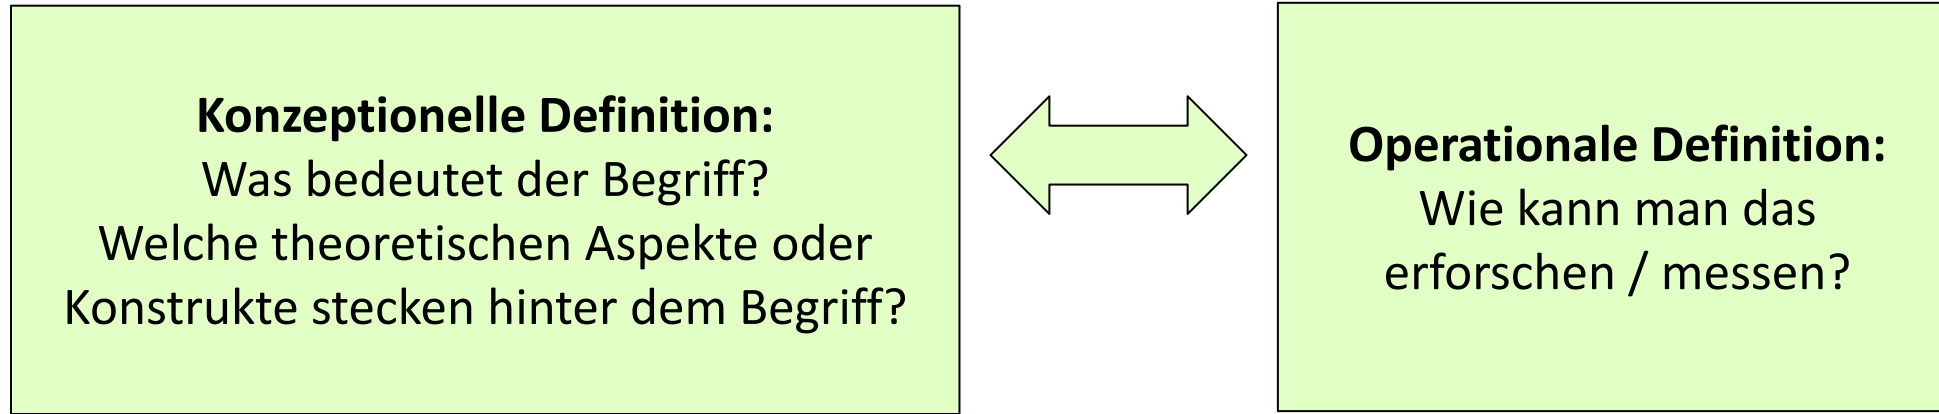 Konzeptionelle Definition:
Was bedeutet der Begriff?
Welche theoretischen Aspekte oder
Konstrukte stecken hinter dem Begriff?
Operationale Definition:
Wie kann man das
erforschen / messen?